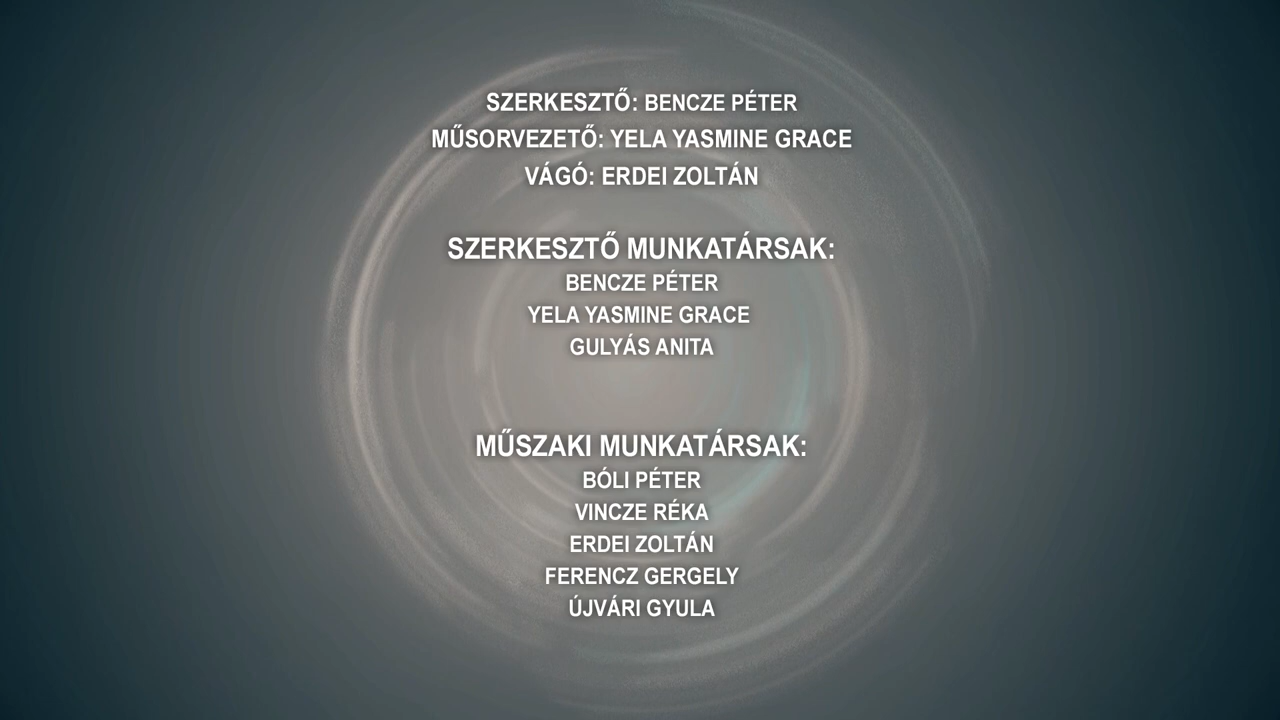 SZERKESZTŐ: BENCZE PÉTER
MŰSORVEZETŐ: YELA YASMINE GRACE
VÁGÓ: ERDEI ZOLTÁN
SZERKESZTŐ MUNKATÁRSAK:
BENCZE PÉTER
YELA YASMINE GRACE
GULYÁS ANITA
MŰSZAKI MUNKATÁRSAK:
BÓLI PÉTER
VINCZE RÉKA
ERDEI ZOLTÁN
FERENCZ GERGELY
ÚJVÁRI GYULA